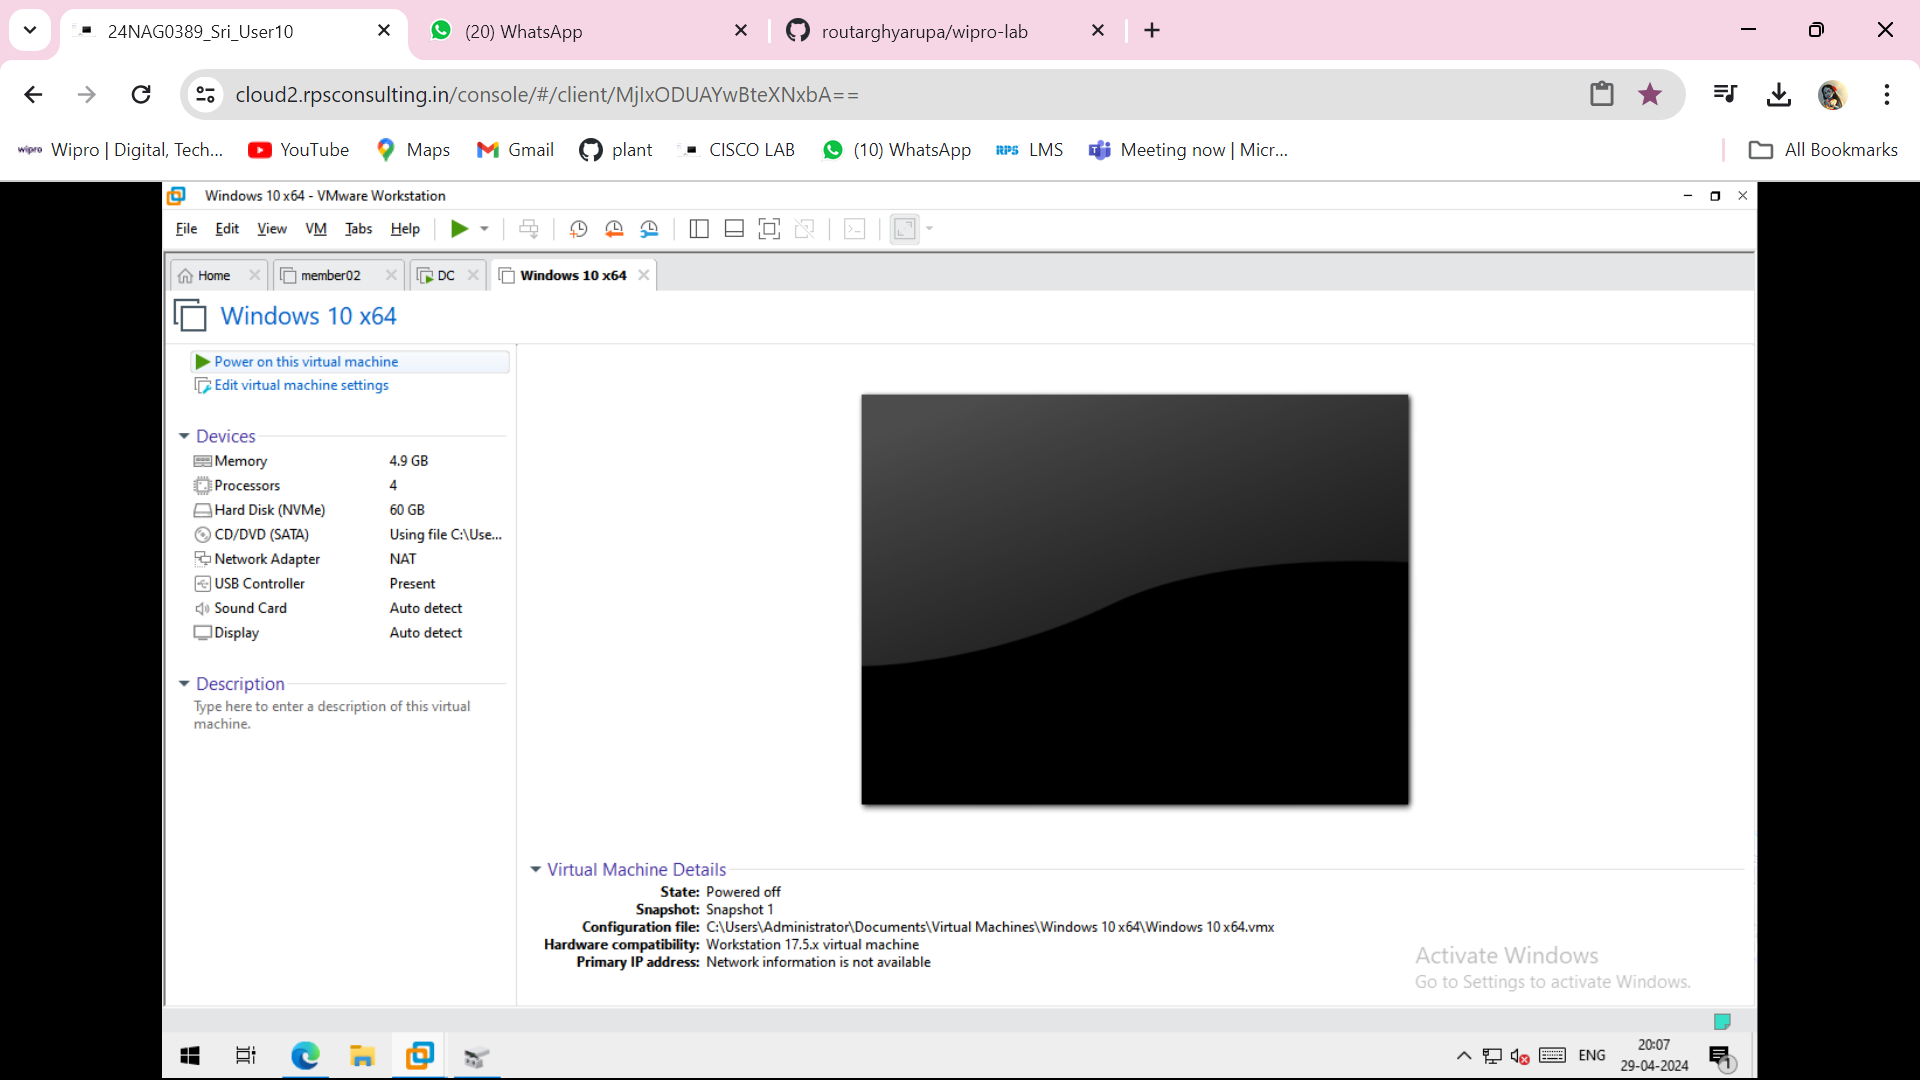 24NAG0389_Sri_User10
(20) WhatsApp
routarghyarupa/wipro-lab
cloud2.rpsconsulting.in/console/#/client/MjIxODUAYwBteXNxbA==
wipro Wipro | Digital, Tech...
YouTube
Maps
Gmail
plant
CISCO LAB
(10) WhatsApp
RPS LMS
Meeting now | Micr...
All Bookmarks
Windows 10 x64 - VMware Workstation
File Edit View VM Tabs Help
Home
member02
DC
Windows 10 x64
Windows 10 x64
Power on this virtual machine
Edit virtual machine settings
Devices
Memory 4.9 GB
Processors 4
Hard Disk (NVMe) 60 GB
CD/DVD (SATA) Using file C:\Use...
Network Adapter NAT
USB Controller Present
Sound Card Auto detect
Display Auto detect
Description
Type here to enter a description of this virtual
machine.
Virtual Machine Details
State: Powered off
Snapshot: Snapshot 1
Configuration file: C:\Users\Administrator\Documents\Virtual Machines\Windows 10 x64\Windows 10 x64.vmx
Hardware compatibility: Workstation 17.5.x virtual machine
Primary IP address: Network information is not available
Activate Windows
Go to Settings to activate Windows.
ENG
20:07
29-04-2024
1